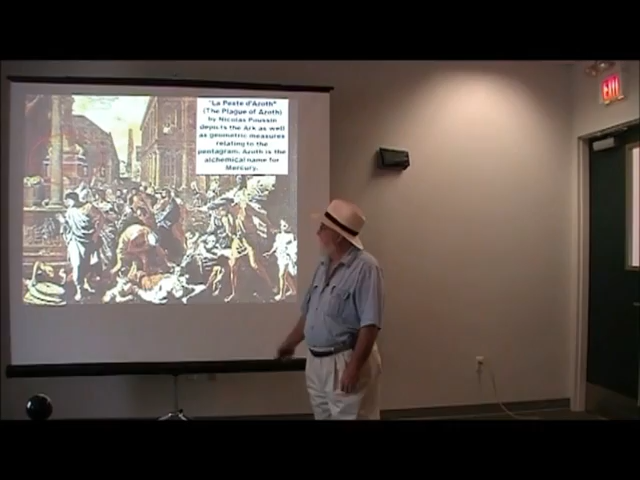 "La Peste d'Azoth"
(The Plague of Azoth)
by Nicolas Poussin
depicts the Ark as well
as geometric measures
relating to the
pentagram. Azoth is the
alchemical name for
Mercury.
EXIT